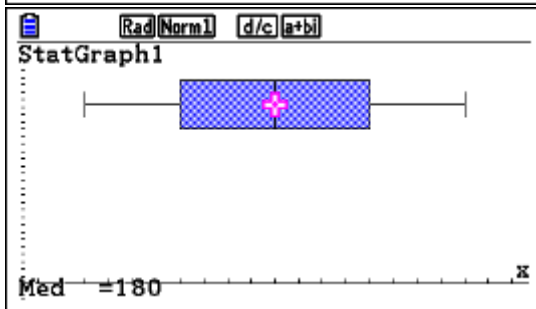 Rad Norm1 d/c a+bi
StatGraph1
x
Med =180